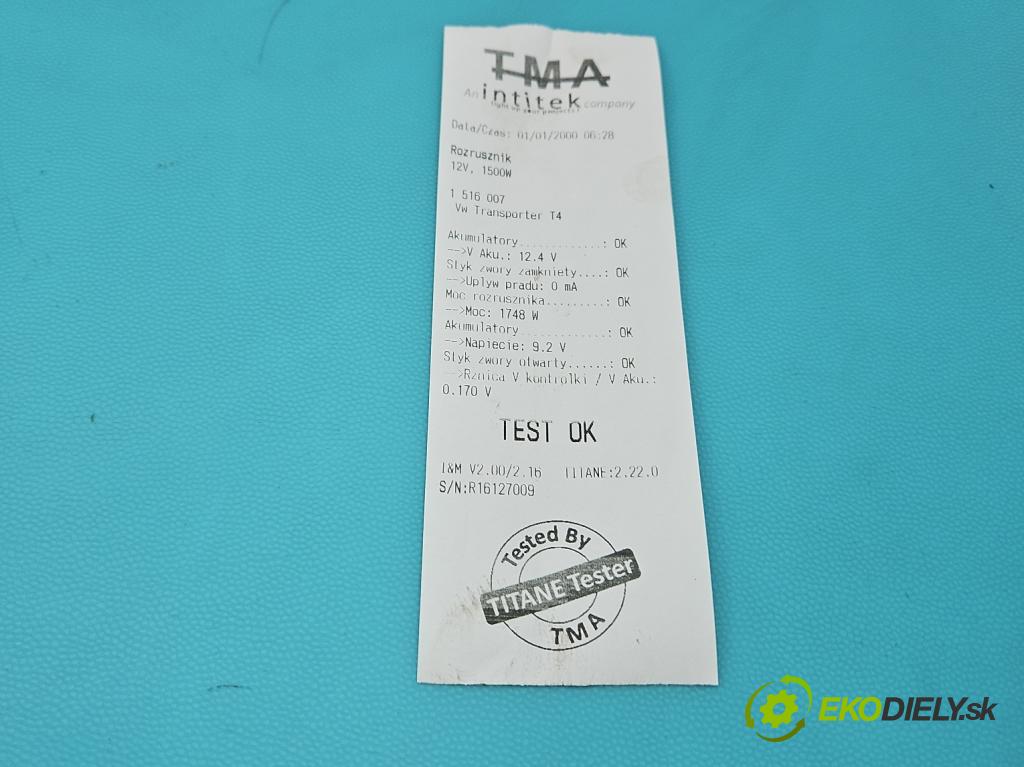 TMA
An intitek company
light up your projects!
Data/Czas: 01/01/2000 06:28
Rozrusznik
12V, 1500W
1 516 007
Vw Transporter T4
Akumulatory............: OK
-->V Aku.: 12.4 V
Styk zwory zamkniety....: OK
-->Uplyw pradu: 0 mA
Moc rozrusznika.........: OK
-->Moc: 1748 W
Akumulatory............: OK
-->Napiecie: 9.2 V
Styk zwory otwarty......: OK
-->Rznica V kontrolki / V Aku.:
0.170 V
TEST OK
I&M V2.00/2.16 TITANE:2.22.0
S/N:R16127009
Tested By
TITANE Tester
TMA
EKODIELY.sk